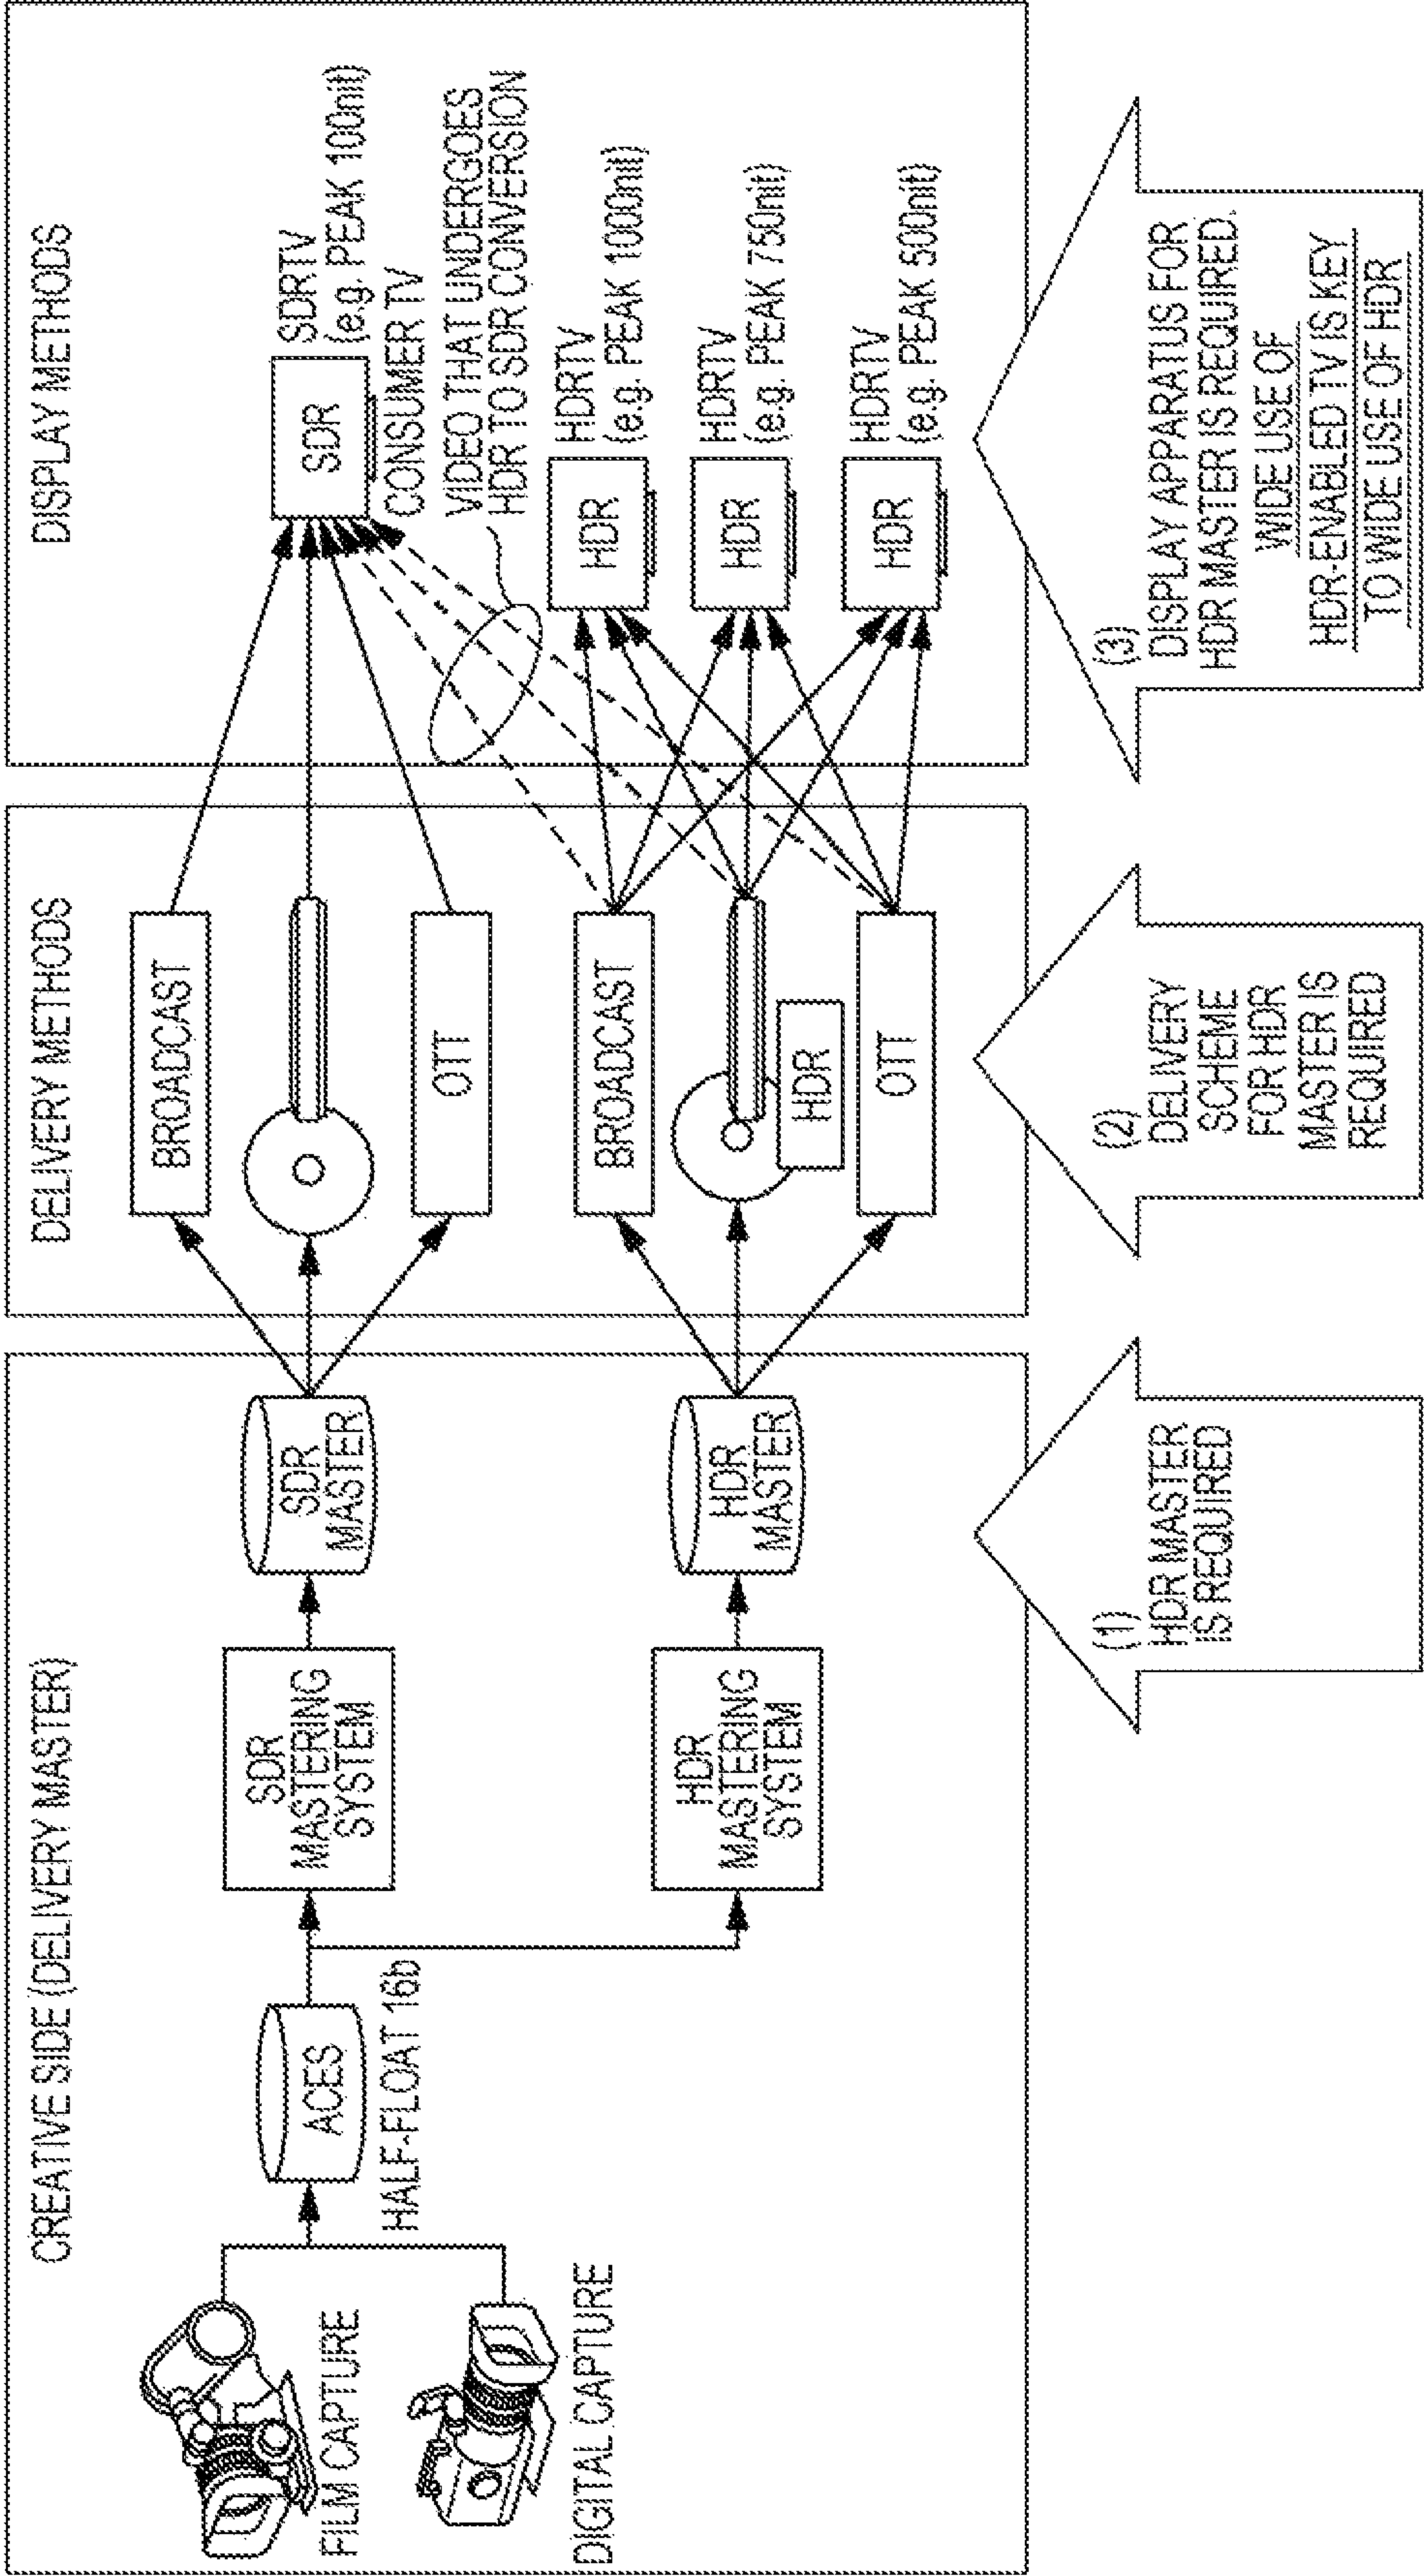 CREATIVE SIDE (DELIVERY MASTER)
FILM CAPTURE
DIGITAL CAPTURE
ACES
HALF-FLOAT 16b
SDR
MASTERING
SYSTEM
SDR
MASTER
HDR
MASTERING
SYSTEM
HDR
MASTER
DELIVERY METHODS
BROADCAST
OTT
BROADCAST
HDR
OTT
DISPLAY METHODS
SDR
SDRTV
(e.g. PEAK 100nit)
CONSUMER TV
VIDEO THAT UNDERGOES
HDR TO SDR CONVERSION
HDR
HDRTV
(e.g. PEAK 1000nit)
HDR
HDRTV
(e.g. PEAK 750nit)
HDR
HDRTV
(e.g. PEAK 500nit)
(1)
HDR MASTER
IS REQUIRED
(2)
DELIVERY
SCHEME
FOR HDR
MASTER IS
REQUIRED
(3)
DISPLAY APPARATUS FOR
HDR MASTER IS REQUIRED.
WIDE USE OF
HDR-ENABLED TV IS KEY
TO WIDE USE OF HDR